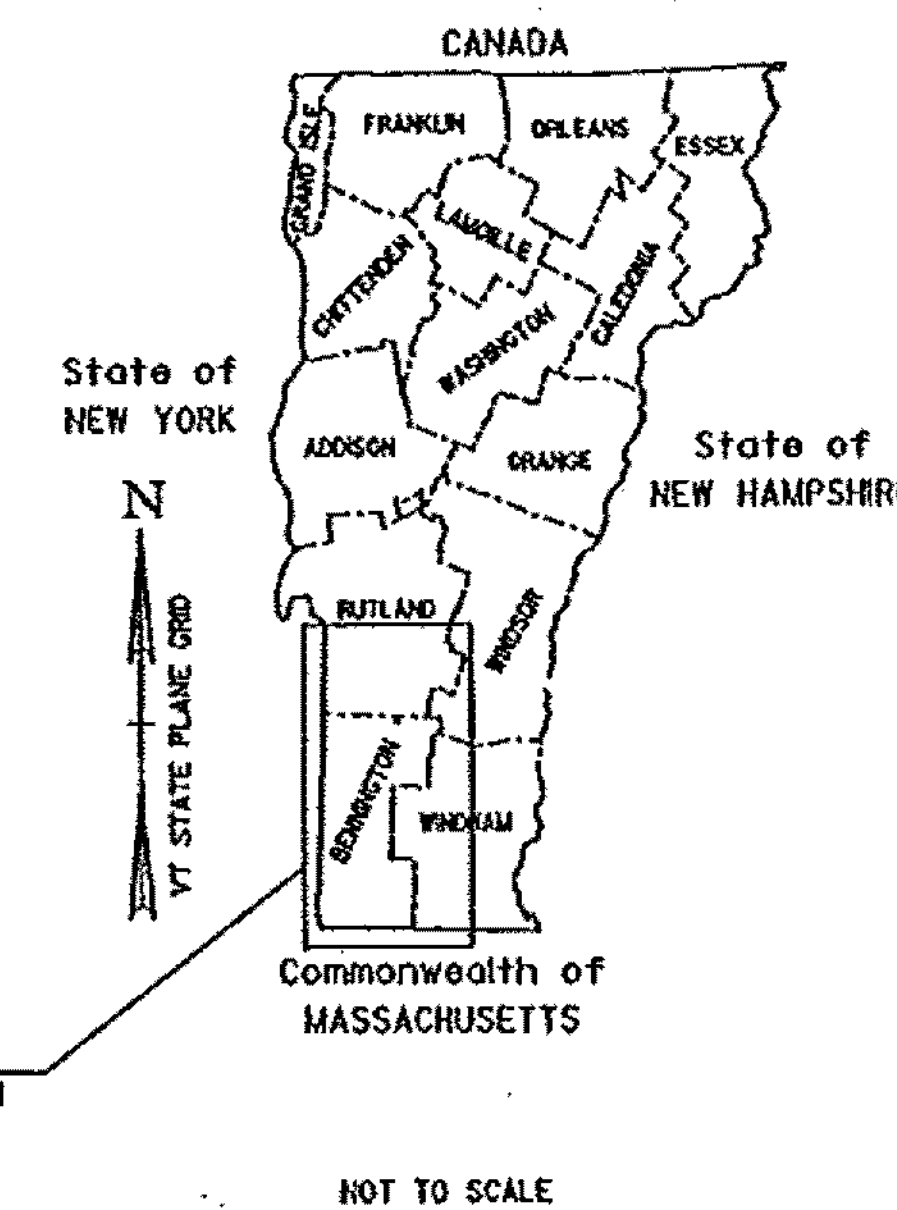 CANADA
FRANKLIN
ORLEANS
ESSEX
GRAND ISLE
LAMOILLE
CHITTENDEN
CALEDONIA
WASHINGTON
State of
NEW YORK
ADDISON
ORANGE
State of
NEW HAMPSHIR
N
VT STATE PLANE GRID
RUTLAND
WINDSOR
BENNINGTON
WINDHAM
Commonwealth of
MASSACHUSETTS
NOT TO SCALE